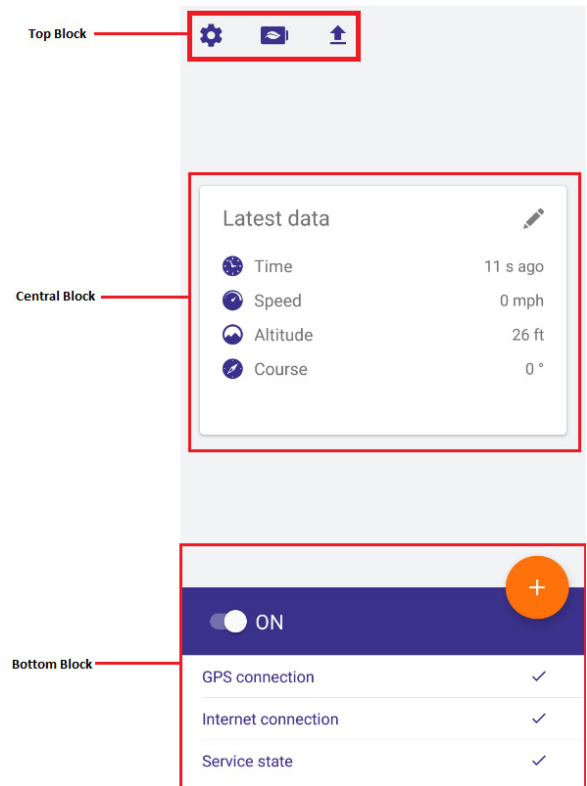 Top Block
Latest data
Time 11 s ago
Speed 0 mph
Central Block
Altitude 26 ft
Course 0 °
+
ON
Bottom Block
GPS connection
Internet connection
Service state